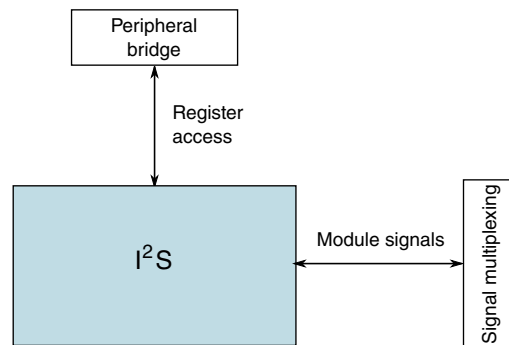 Peripheral
bridge
Register
access
I²S
Module signals
Signal multiplexing